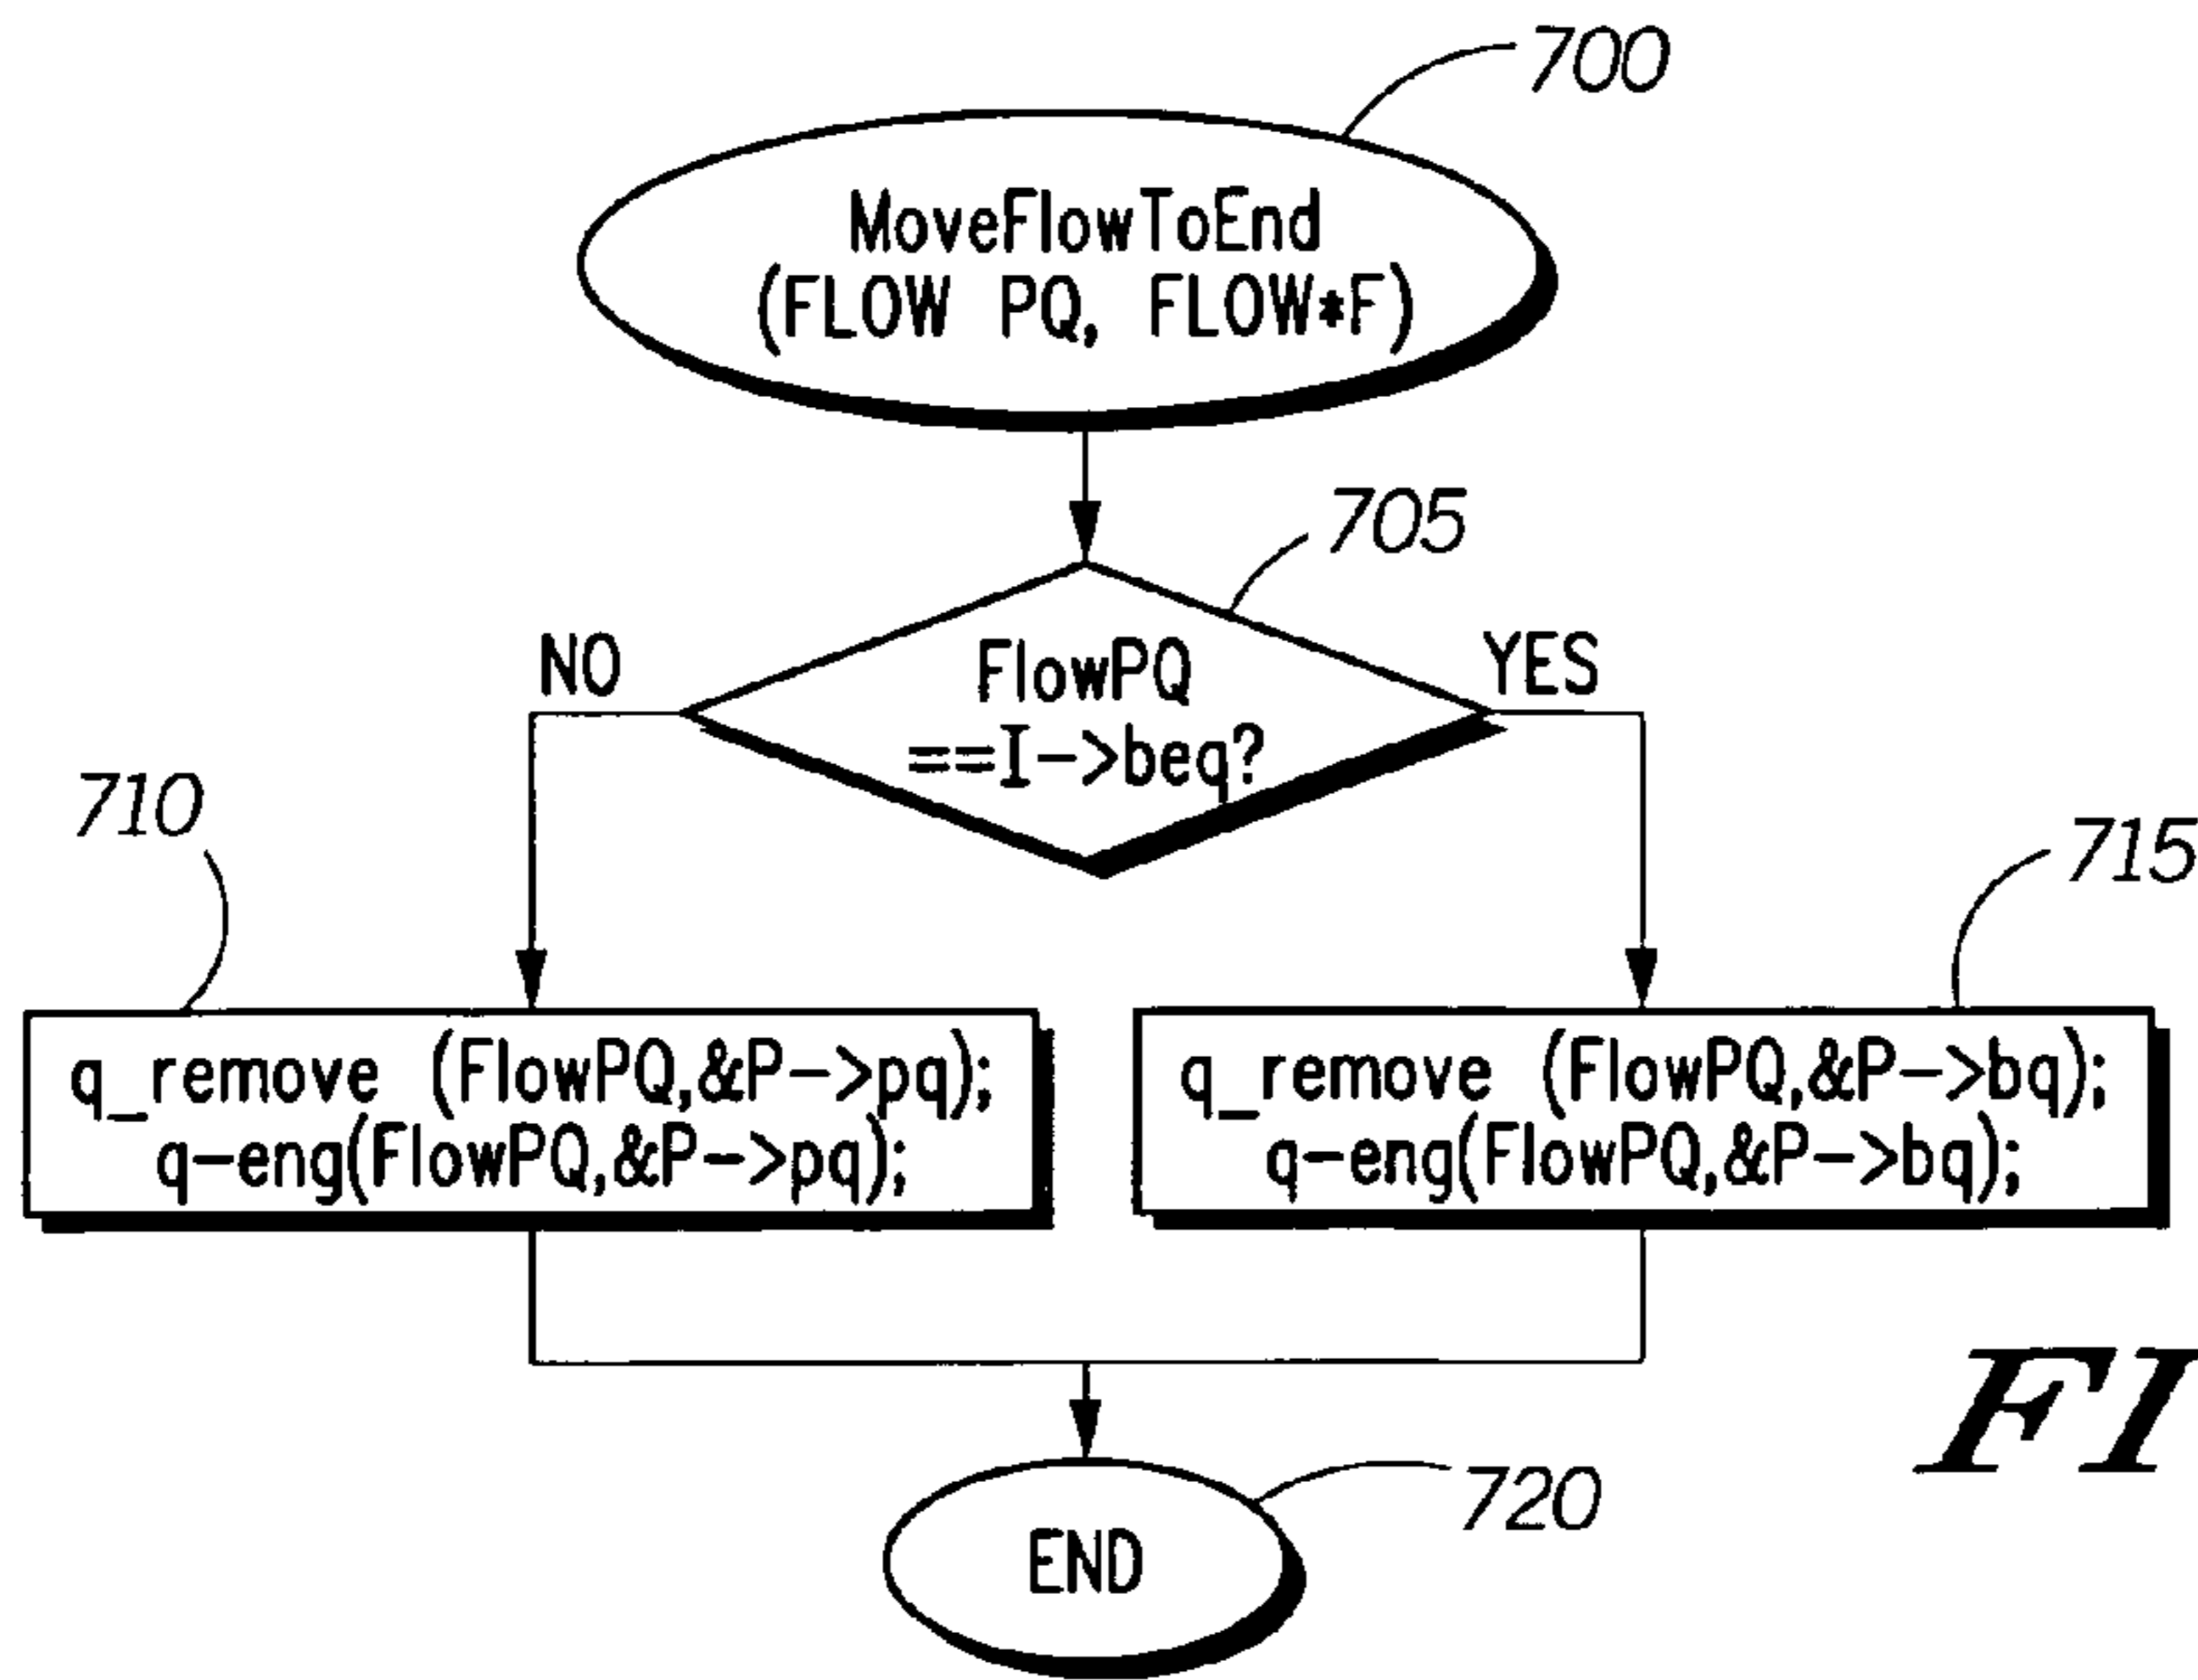 700
MoveFlowToEnd
(FLOW PQ, FLOW*F)
705
NO
FlowPQ
==I->beq?
YES
710
715
q_remove (FlowPQ,&P->pq);
q-eng(FlowPQ,&P->pq);
q_remove (FlowPQ,&P->bq);
q-eng(FlowPQ,&P->bq);
FI
720
END